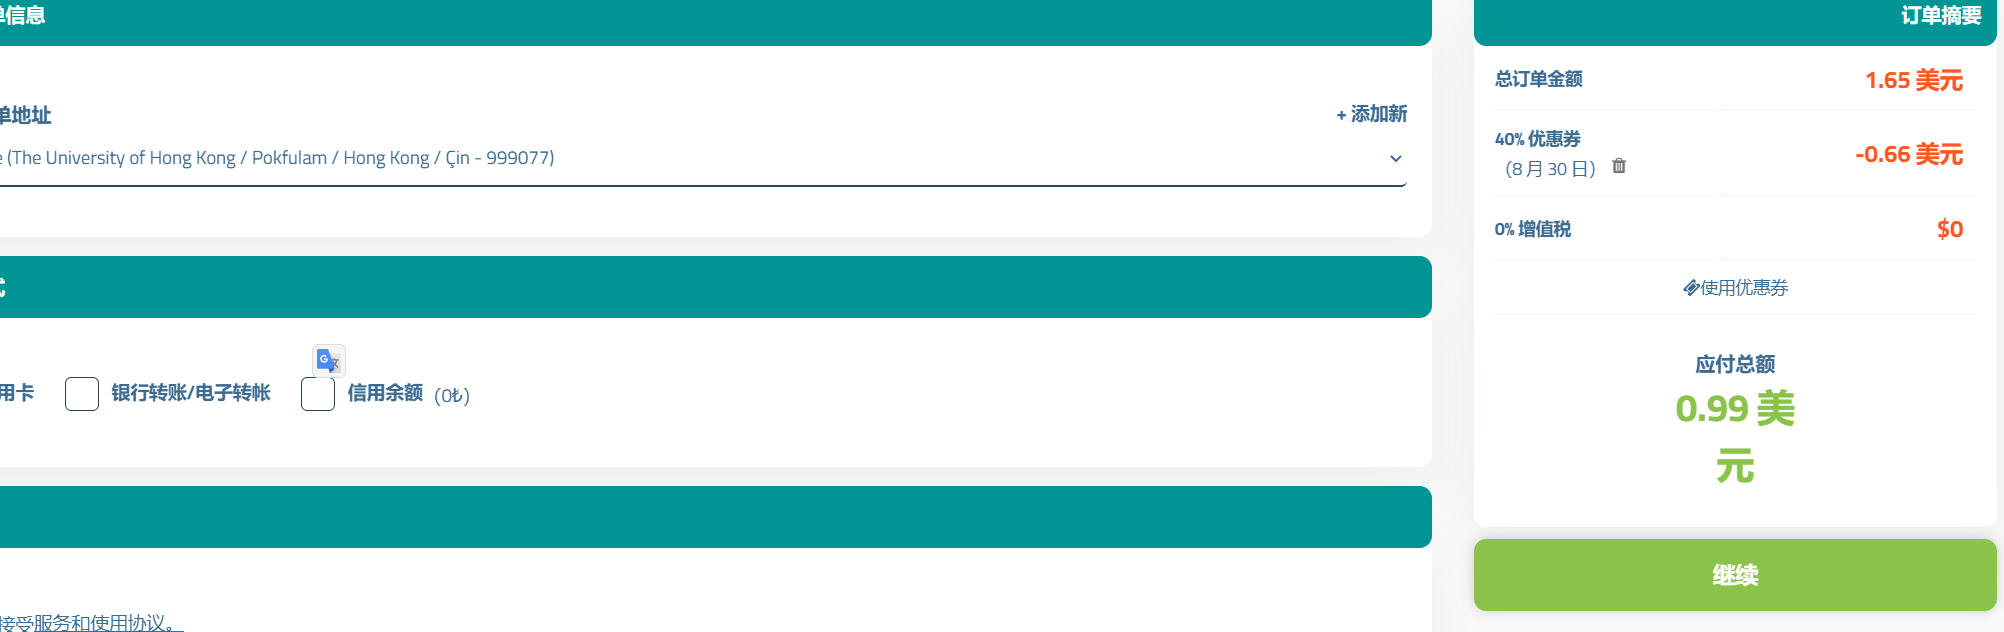 单信息
单地址
+ 添加新
(The University of Hong Kong / Pokfulam / Hong Kong / Çin - 999077)
用卡
银行转账/电子转帐
信用余额 (0₺)
接受服务和使用协议。
订单摘要
总订单金额
1.65 美元
40% 优惠券
(8 月 30 日)
-0.66 美元
0% 增值税
$0
使用优惠券
应付总额
0.99 美
元
继续